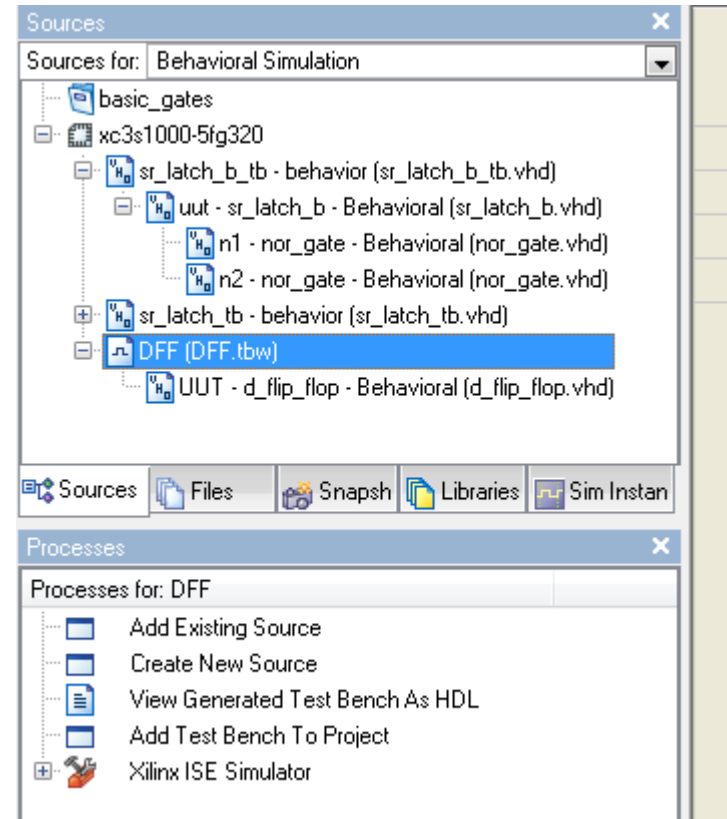 Sources
Sources for: Behavioral Simulation
basic_gates
xc3s1000-5fg320
sr_latch_b_tb - behavior (sr_latch_b_tb.vhd)
uut - sr_latch_b - Behavioral (sr_latch_b.vhd)
n1 - nor_gate - Behavioral (nor_gate.vhd)
n2 - nor_gate - Behavioral (nor_gate.vhd)
sr_latch_tb - behavior (sr_latch_tb.vhd)
DFF (DFF.tbw)
UUT - d_flip_flop - Behavioral (d_flip_flop.vhd)
Sources Files Snapsh Libraries Sim Instan
Processes
Processes for: DFF
Add Existing Source
Create New Source
View Generated Test Bench As HDL
Add Test Bench To Project
Xilinx ISE Simulator